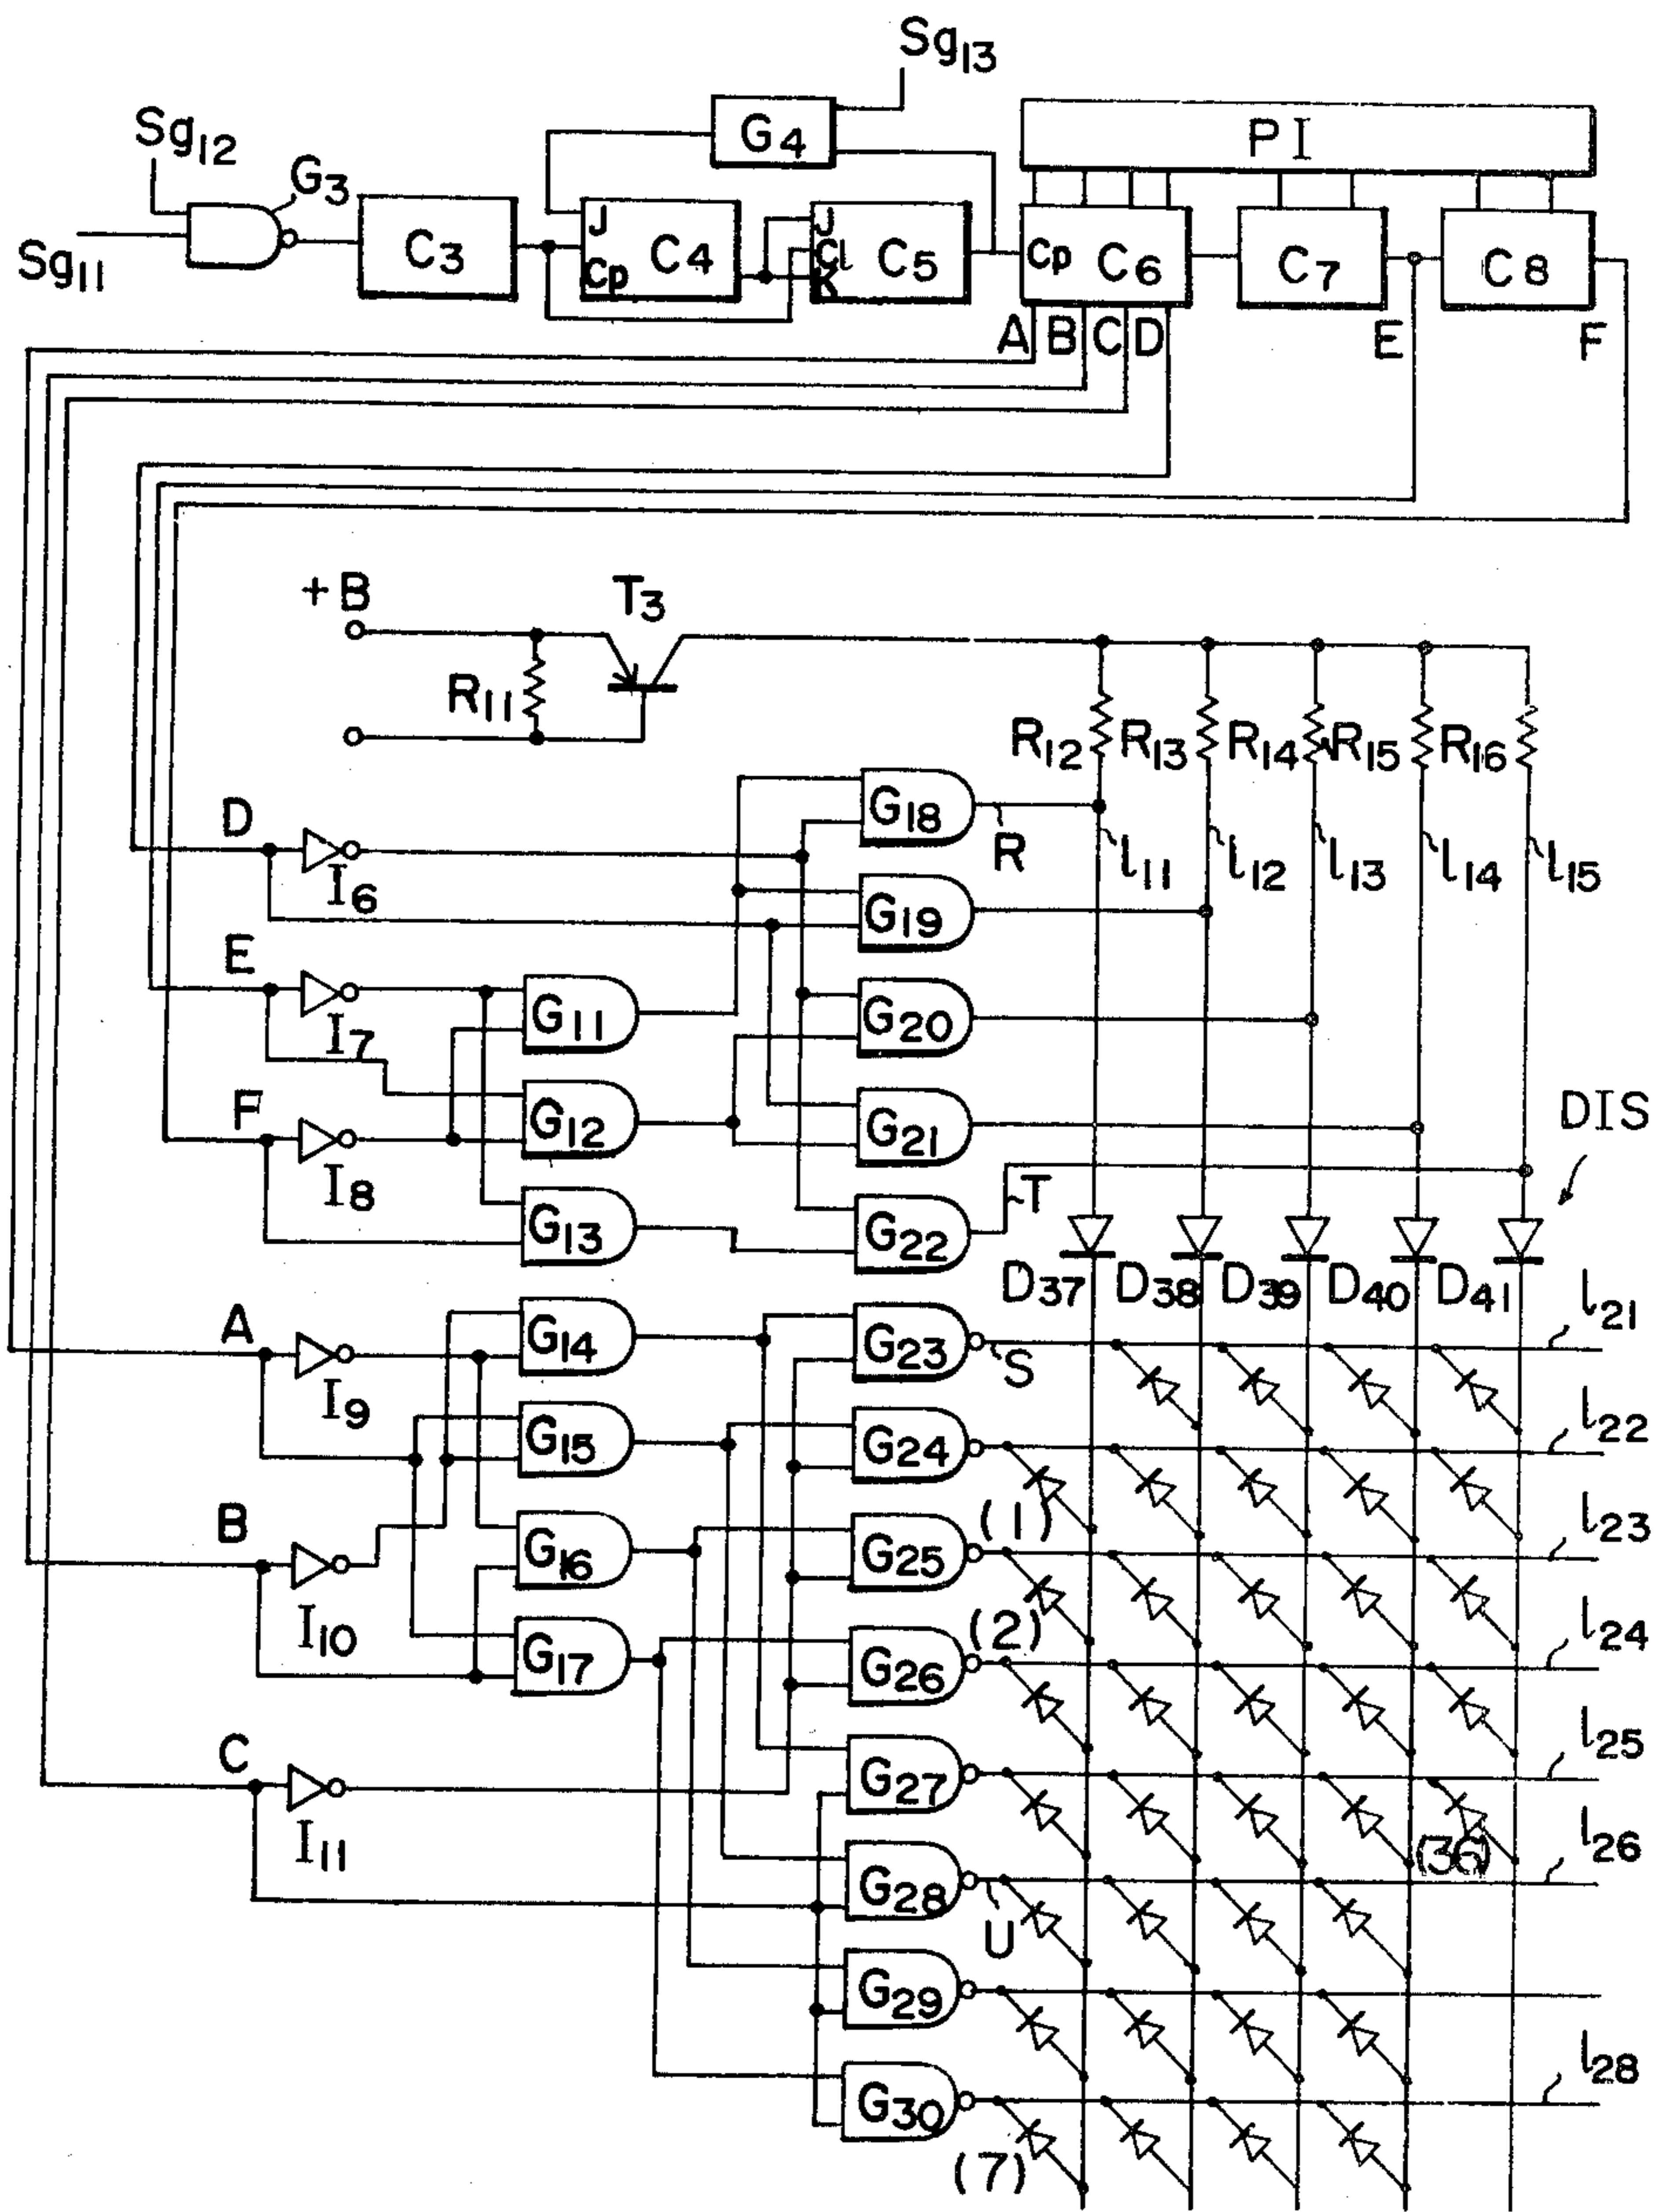 Sg13
Sg12
G3
Sg11
G4
PI
C3
J
Cp
C4
J
Cl
K
C5
Cp
C6
C7
C8
A
B
C
D
E
F
+B
T3
R11
R12
R13
R14
R15
R16
D
I6
G18
R
l11
l12
l13
l14
l15
G19
E
I7
G11
G20
F
I8
G12
G21
DIS
G13
G22
T
D37
D38
D39
D40
D41
A
I9
G14
G23
S
l21
G15
G24
l22
B
I10
G16
(1)
G25
l23
G17
(2)
G26
l24
C
I11
G27
l25
(36)
G28
U
l26
G29
G30
(7)
l28